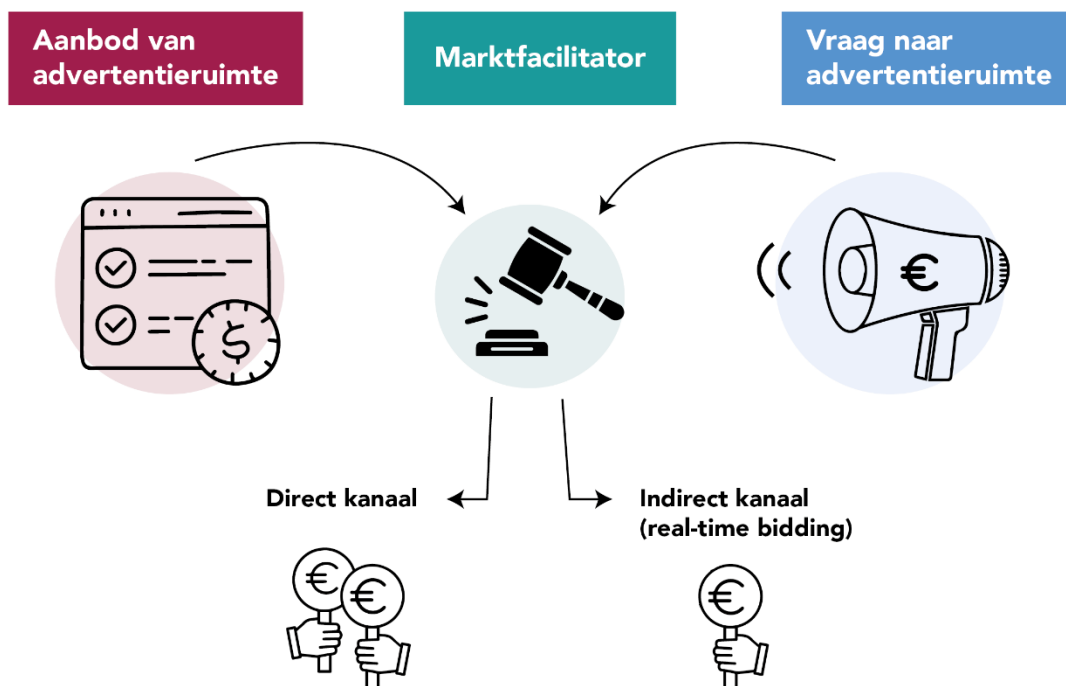 Aanbod van
advertentieruimte
Marktfacilitator
Vraag naar
advertentieruimte
$
€
Direct kanaal
Indirect kanaal
(real-time bidding)
€
€
€